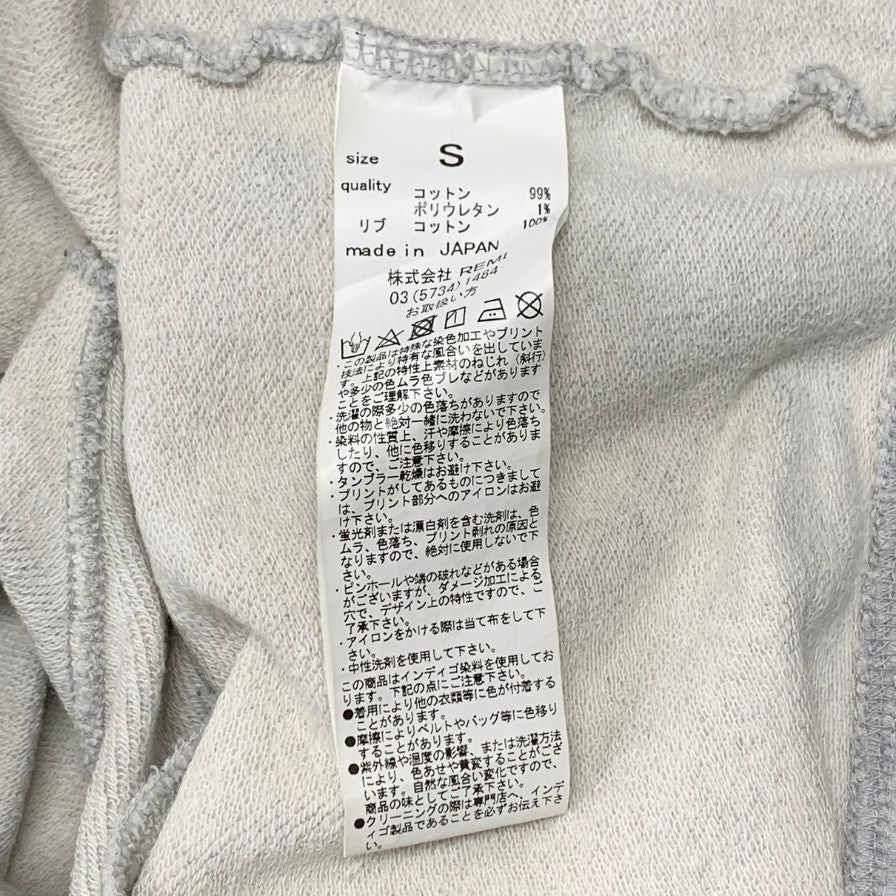 size S
quality コットン 99%
ポリウレタン 1%
リブ コットン 100%
made in JAPAN
株式会社 REMI
03 (5734) 1484
お取扱い方
・この製品は特殊な染色加工やプリント
技法により特有な風合いを出していま
す。上記の特性上素材のねじれ（斜行）
や多少の色ムラ色ブレなどがあります
ことをご理解下さい。
・洗濯の際多少の色落ちがありますので
他の物と絶対一緒に洗わないで下さい。
・染料の性質上、汗や摩擦により色落ち
したり、他に色移りすることがありま
すので、ご注意下さい。
・タンブラー乾燥はお避け下さい。
・プリントがしてあるものにつきまして
は、プリント部分へのアイロンはお避
け下さい。
・蛍光剤または漂白剤を含む洗剤は、色
ムラ、色落ち、プリント剥れの原因と
なりますので、絶対に使用しないで下
さい。
・ピンホールや端の破れなどがある場合
がございますが、ダメージ加工による
穴で、デザイン上の特性ですので、ご
了承下さい。
・アイロンをかける際は当て布をして下
さい。
・中性洗剤を使用して下さい。
この商品はインディゴ染料を使用してお
ります。下記の点にご注意下さい。
●着用により他の衣類等に色が付着する
ことがあります。
●摩擦によりベルトやバッグ等に色移り
することがあります。
●紫外線や温度の影響、または洗濯方法
により、色あせや黄変することがござ
います。自然な風合い変化ですので、
商品の味としてご了承下さい。
●クリーニングの際は専門店へ、インデ
ィゴ製品であることを必ずお伝え下さ
い。